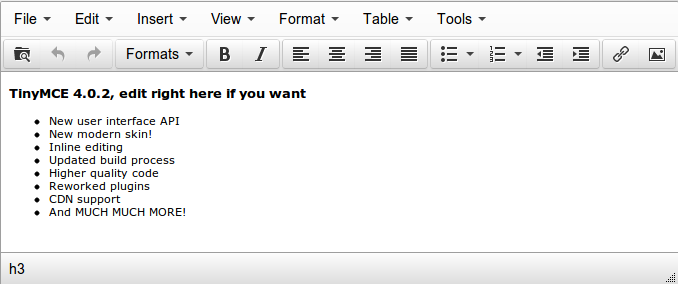 File Edit Insert View Format Table Tools
Formats B I
TinyMCE 4.0.2, edit right here if you want
New user interface API
New modern skin!
Inline editing
Updated build process
Higher quality code
Reworked plugins
CDN support
And MUCH MUCH MORE!
h3